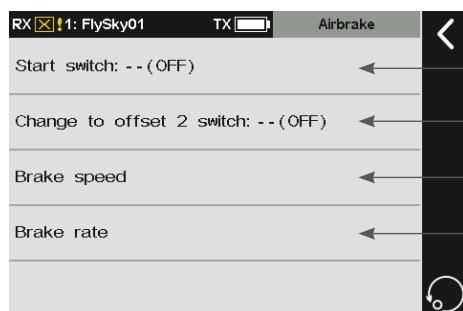 RX !1: FlySky01 TX Airbrake
Start switch: --(OFF)
Change to offset 2 switch: --(OFF)
Brake speed
Brake rate